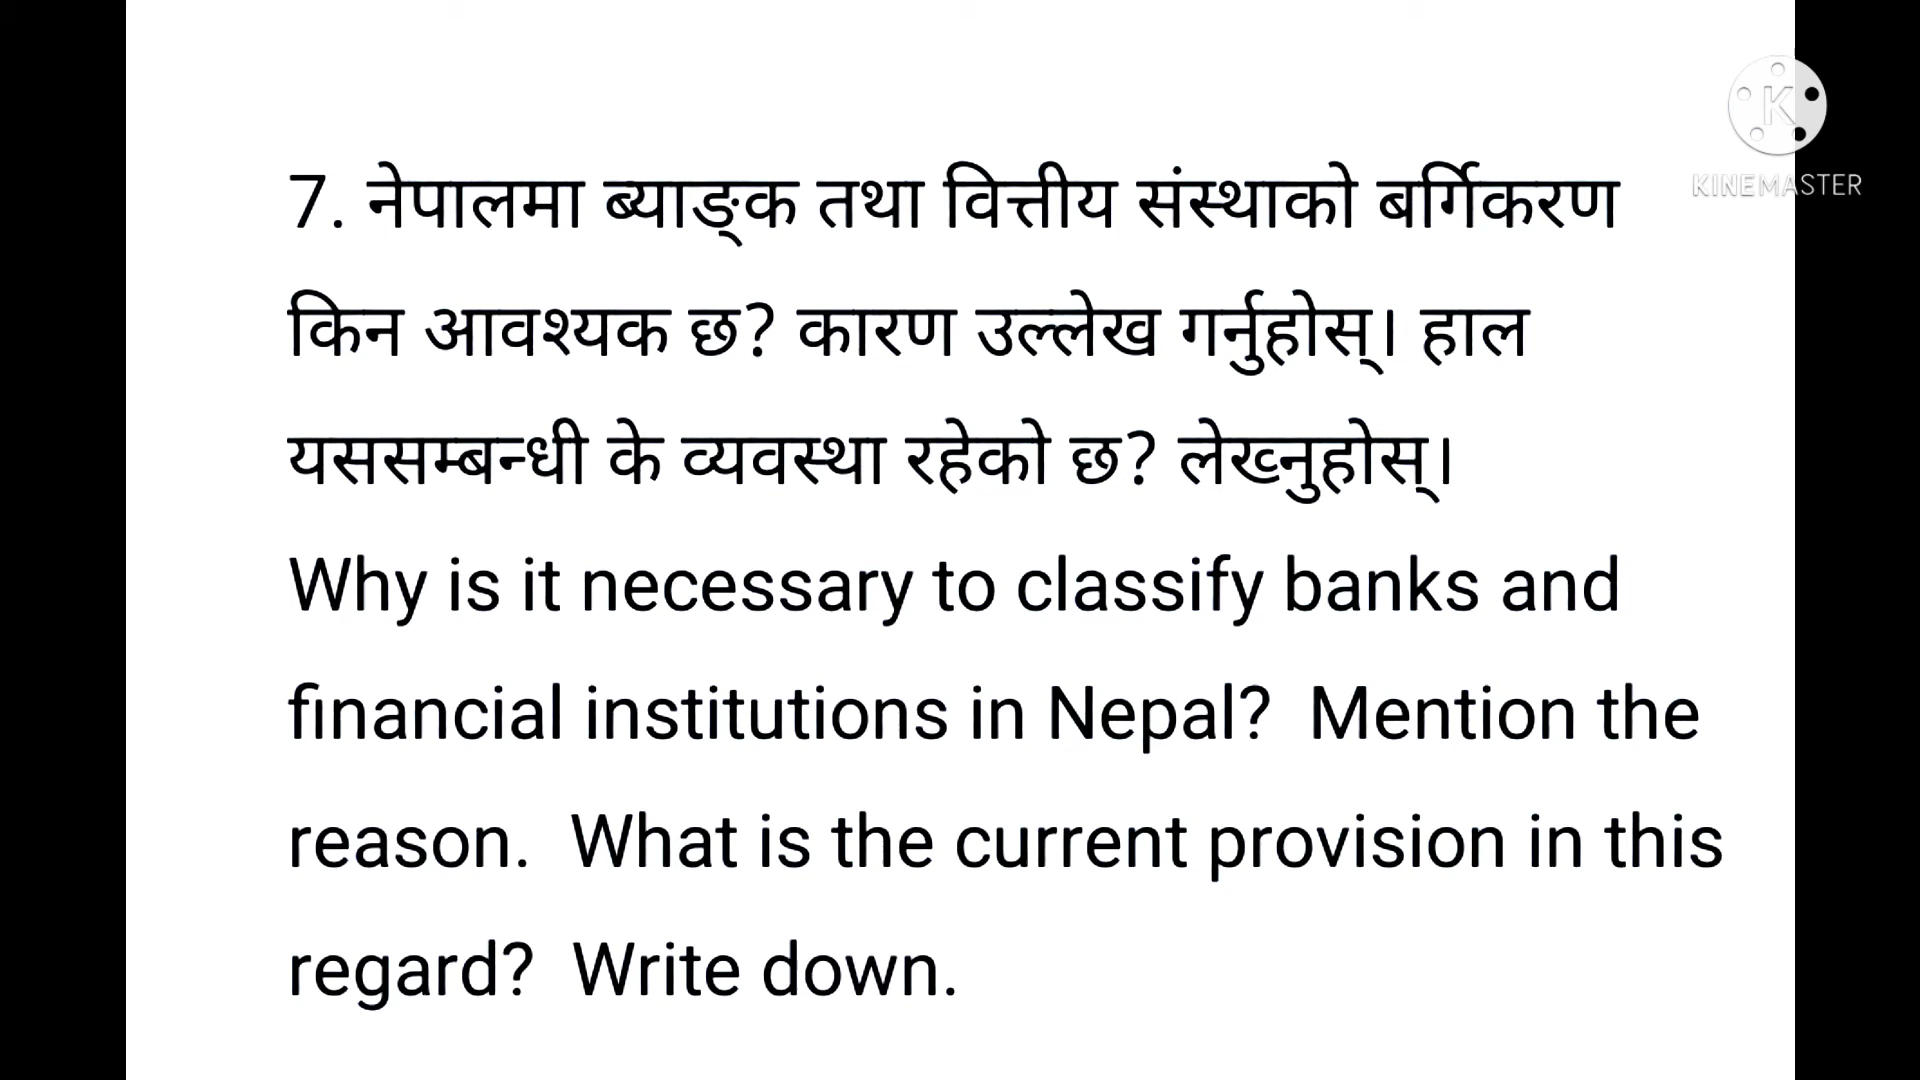 7. नेपालमा ब्याङ्क तथा वित्तीय संस्थाको बर्गिकरण
किन आवश्यक छ? कारण उल्लेख गर्नुहोस्। हाल
यससम्बन्धी के व्यवस्था रहेको छ? लेख्नुहोस्।
Why is it necessary to classify banks and
financial institutions in Nepal?  Mention the
reason.  What is the current provision in this
regard?  Write down.
K
KINEMASTER